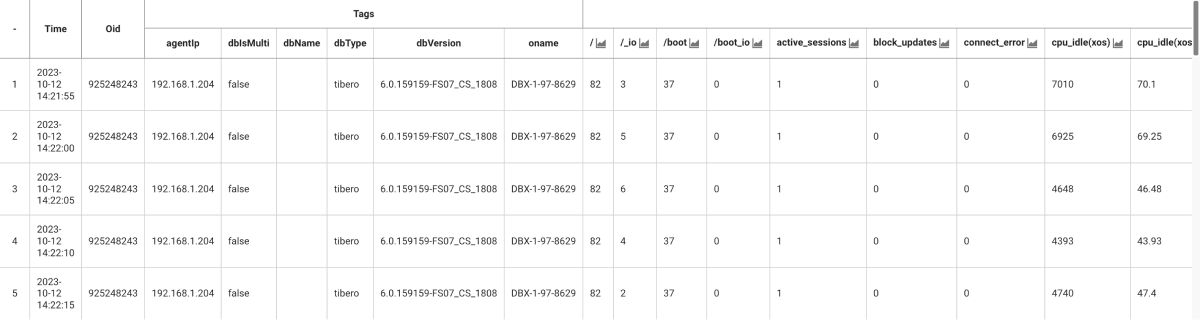 Tags
- Time Oid agentIp dbIsMulti dbName dbType dbVersion oname / /_io /boot /boot_io active_sessions block_updates connect_error cpu_idle(xos) cpu_idle(xos
1 2023-10-12 14:21:55 925248243 192.168.1.204 false tibero 6.0.159159-FS07_CS_1808 DBX-1-97-8629 82 3 37 0 1 0 0 7010 70.1
2 2023-10-12 14:22:00 925248243 192.168.1.204 false tibero 6.0.159159-FS07_CS_1808 DBX-1-97-8629 82 5 37 0 1 0 0 6925 69.25
3 2023-10-12 14:22:05 925248243 192.168.1.204 false tibero 6.0.159159-FS07_CS_1808 DBX-1-97-8629 82 6 37 0 1 0 0 4648 46.48
4 2023-10-12 14:22:10 925248243 192.168.1.204 false tibero 6.0.159159-FS07_CS_1808 DBX-1-97-8629 82 4 37 0 1 0 0 4393 43.93
5 2023-10-12 14:22:15 925248243 192.168.1.204 false tibero 6.0.159159-FS07_CS_1808 DBX-1-97-8629 82 2 37 0 1 0 0 4740 47.4